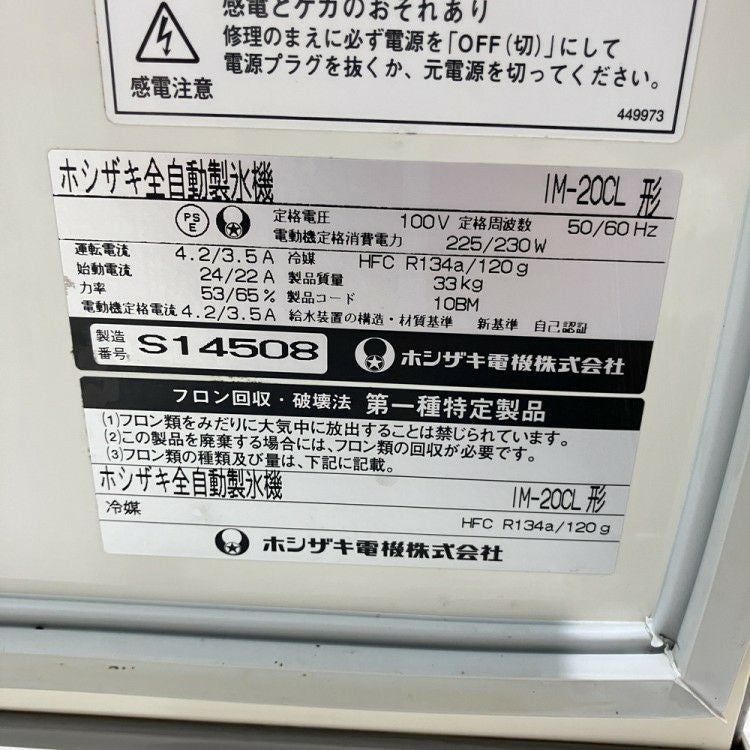 感電とケガのおそれあり
修理のまえに必ず電源を「OFF(切)」にして
電源プラグを抜くか、元電源を切ってください。
感電注意
449973
ホシザキ全自動製氷機 IM-20CL 形
PSE 定格電圧 100V 定格周波数 50/60 Hz
電動機定格消費電力 225/230 W
運転電流 4.2/3.5 A 冷媒 HFC R134a/120g
始動電流 24/22 A 製品質量 33kg
力率 53/65 % 製品コード 10BM
電動機定格電流 4.2/3.5 A 給水装置の構造・材質基準 新基準 自己認証
製造番号 S14508 ホシザキ電機株式会社
フロン回収・破壊法 第一種特定製品
(1)フロン類をみだりに大気中に放出することは禁じられています。
(2)この製品を廃棄する場合には、フロン類の回収が必要です。
(3)フロン類の種類及び量は、下記に記載。
ホシザキ全自動製氷機 IM-20CL 形
冷媒 HFC R134a/120g
ホシザキ電機株式会社